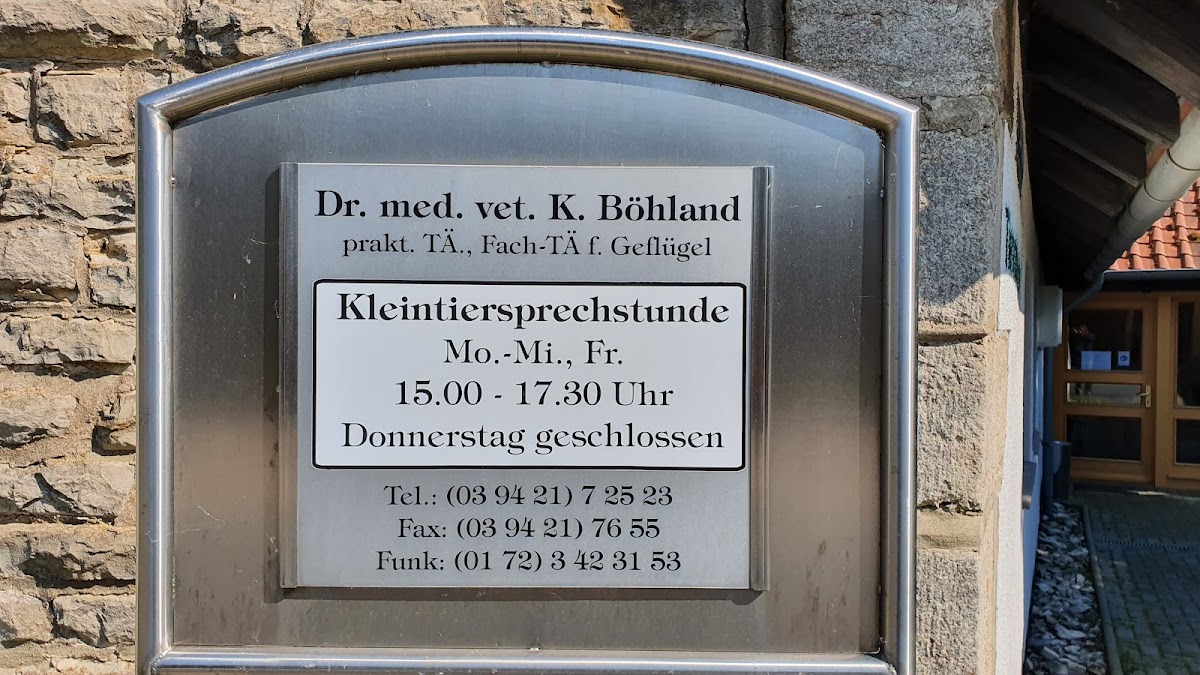 Dr. med. vet. K. Böhland
prakt. TÄ., Fach-TÄ f. Geflügel
Kleintiersprechstunde
Mo.-Mi., Fr.
15.00 - 17.30 Uhr
Donnerstag geschlossen
Tel.: (03 94 21) 7 25 23
Fax: (03 94 21) 76 55
Funk: (01 72) 3 42 31 53